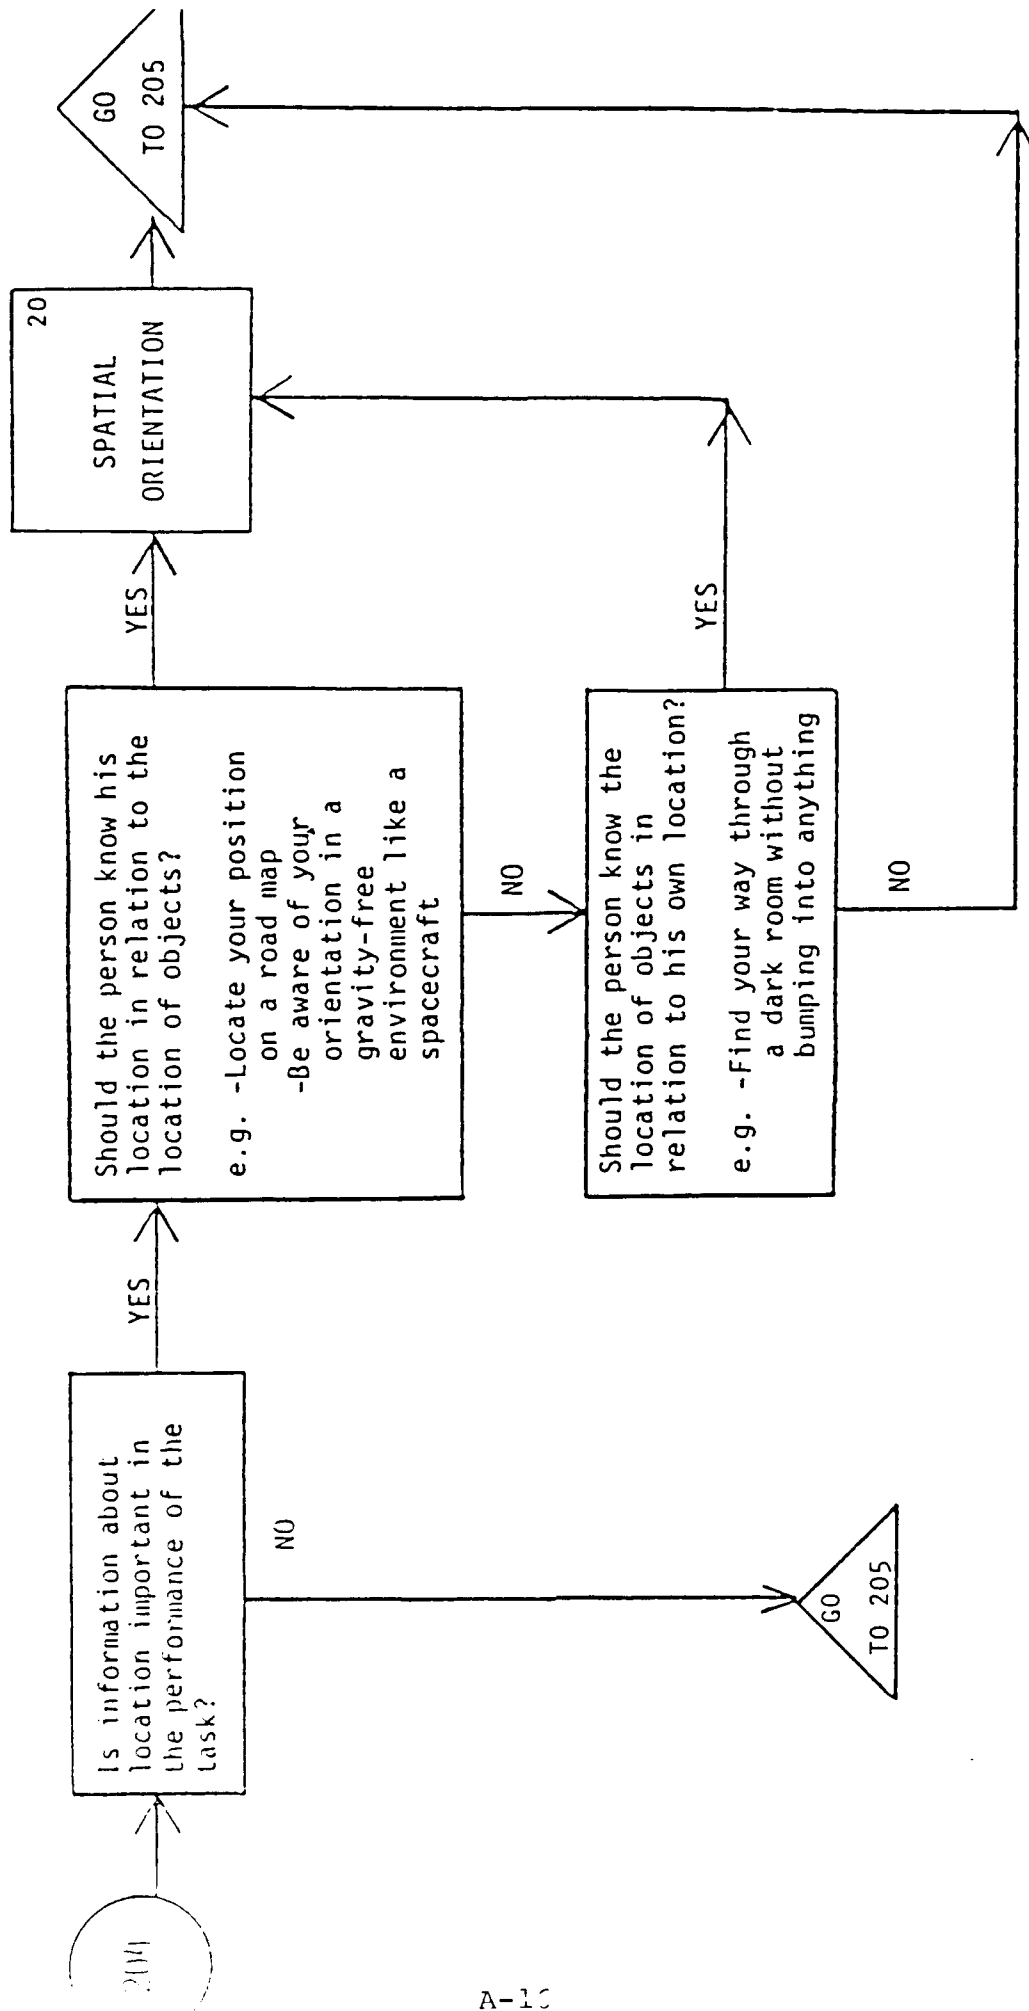 204
Is information about
location important in
the performance of the
task?
YES
NO
GO
TO 205
Should the person know his
location in relation to the
location of objects?
e.g. -Locate your position
on a road map
-Be aware of your
orientation in a
gravity-free
environment like a
spacecraft
YES
NO
Should the person know the
location of objects in
relation to his own location?
e.g. -Find your way through
a dark room without
bumping into anything
YES
NO
20
SPATIAL
ORIENTATION
GO
TO 205